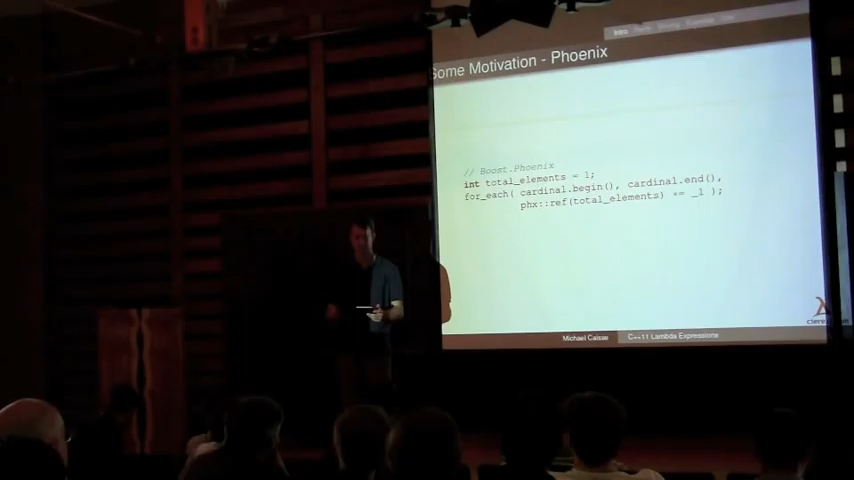 Intro
Some Motivation - Phoenix
// Boost.Phoenix
int total_elements = 1;
for_each( cardinal.begin(), cardinal.end(),
phx::ref(total_elements) *= _1 );
Michael Caisse
C++11 Lambda Expressions